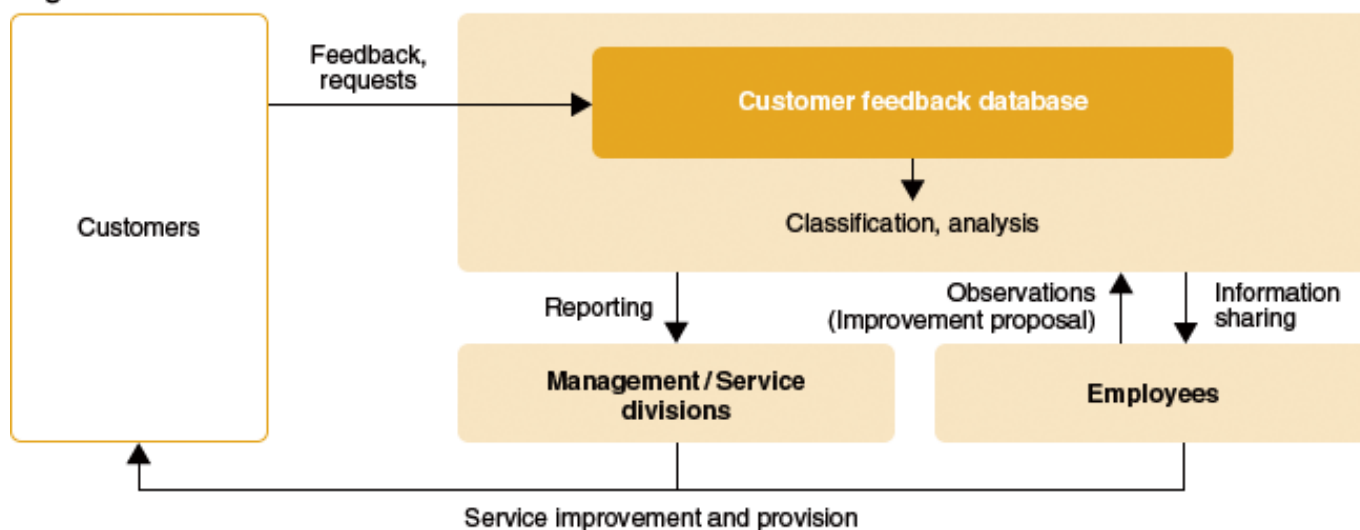 Feedback,
requests
Customer feedback database
Customers
Classification, analysis
Reporting
Observations
(Improvement proposal)
Information
sharing
Management / Service
divisions
Employees
Service improvement and provision